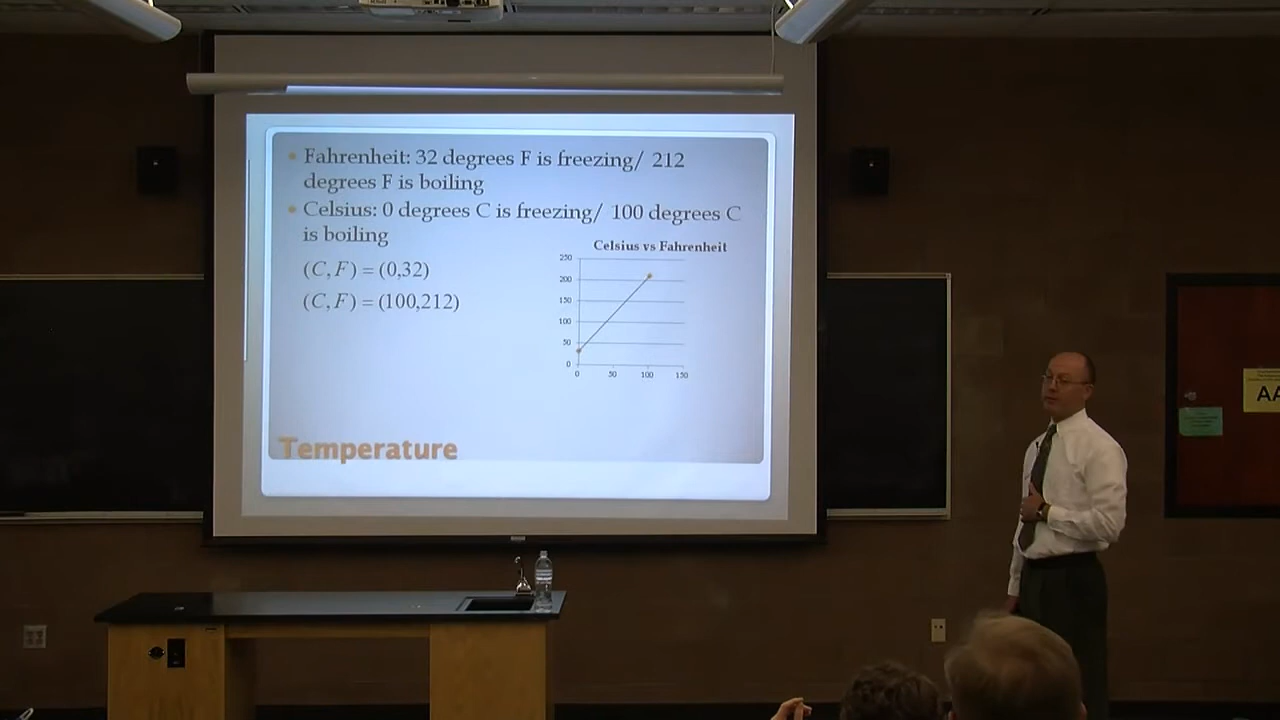 Fahrenheit: 32 degrees F is freezing/ 212
degrees F is boiling
Celsius: 0 degrees C is freezing/ 100 degrees C
is boiling
(C, F) = (0,32)
(C, F) = (100,212)
Celsius vs Fahrenheit
250
200
150
100
50
0
0 50 100 150
Temperature
AA